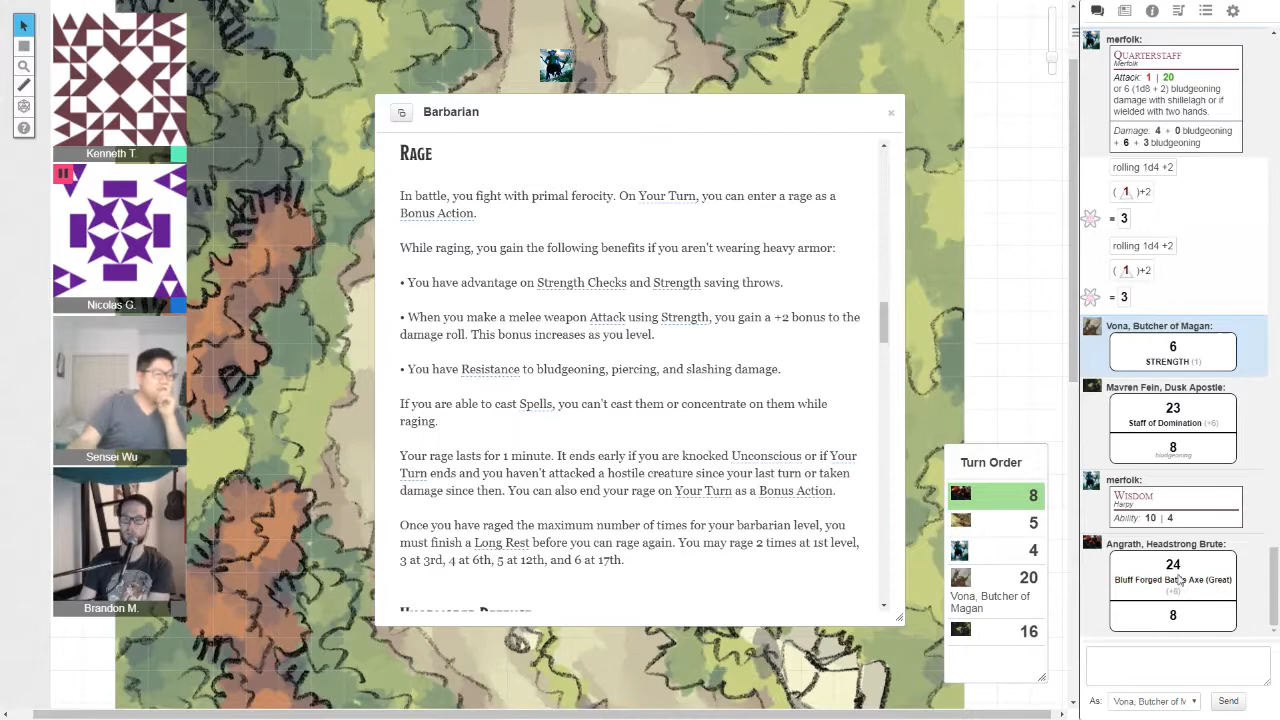 Kenneth T.
Nicolas G.
Sensei Wu
Brandon M.
Barbarian
×
Rage
In battle, you fight with primal ferocity. On Your Turn, you can enter a rage as a
Bonus Action.
While raging, you gain the following benefits if you aren't wearing heavy armor:
• You have advantage on Strength Checks and Strength saving throws.
• When you make a melee weapon Attack using Strength, you gain a +2 bonus to the
damage roll. This bonus increases as you level.
• You have Resistance to bludgeoning, piercing, and slashing damage.
If you are able to cast Spells, you can't cast them or concentrate on them while
raging.
Your rage lasts for 1 minute. It ends early if you are knocked Unconscious or if Your
Turn ends and you haven't attacked a hostile creature since your last turn or taken
damage since then. You can also end your rage on Your Turn as a Bonus Action.
Once you have raged the maximum number of times for your barbarian level, you
must finish a Long Rest before you can rage again. You may rage 2 times at 1st level,
3 at 3rd, 4 at 6th, 5 at 12th, and 6 at 17th.
Turn Order
8
5
4
20
Vona, Butcher of
Magan
16
merfolk:
Quarterstaff
Merfolk
Attack: 1 | 20
or 6 (1d8 + 2) bludgeoning
damage with shillelagh or if
wielded with two hands.
Damage: 4 + 0 bludgeoning
+ 6 + 3 bludgeoning
rolling 1d4 +2
( 1 )+2
= 3
rolling 1d4 +2
( 1 )+2
= 3
Vona, Butcher of Magan:
6
STRENGTH (1)
Mavren Fein, Dusk Apostle:
23
Staff of Domination (+6)
8
bludgeoning
merfolk:
Wisdom
Harpy
Ability: 10 | 4
Angrath, Headstrong Brute:
24
Bluff Forged Battle Axe (Great)
(+6)
8
As:
Vona, Butcher of M
Send